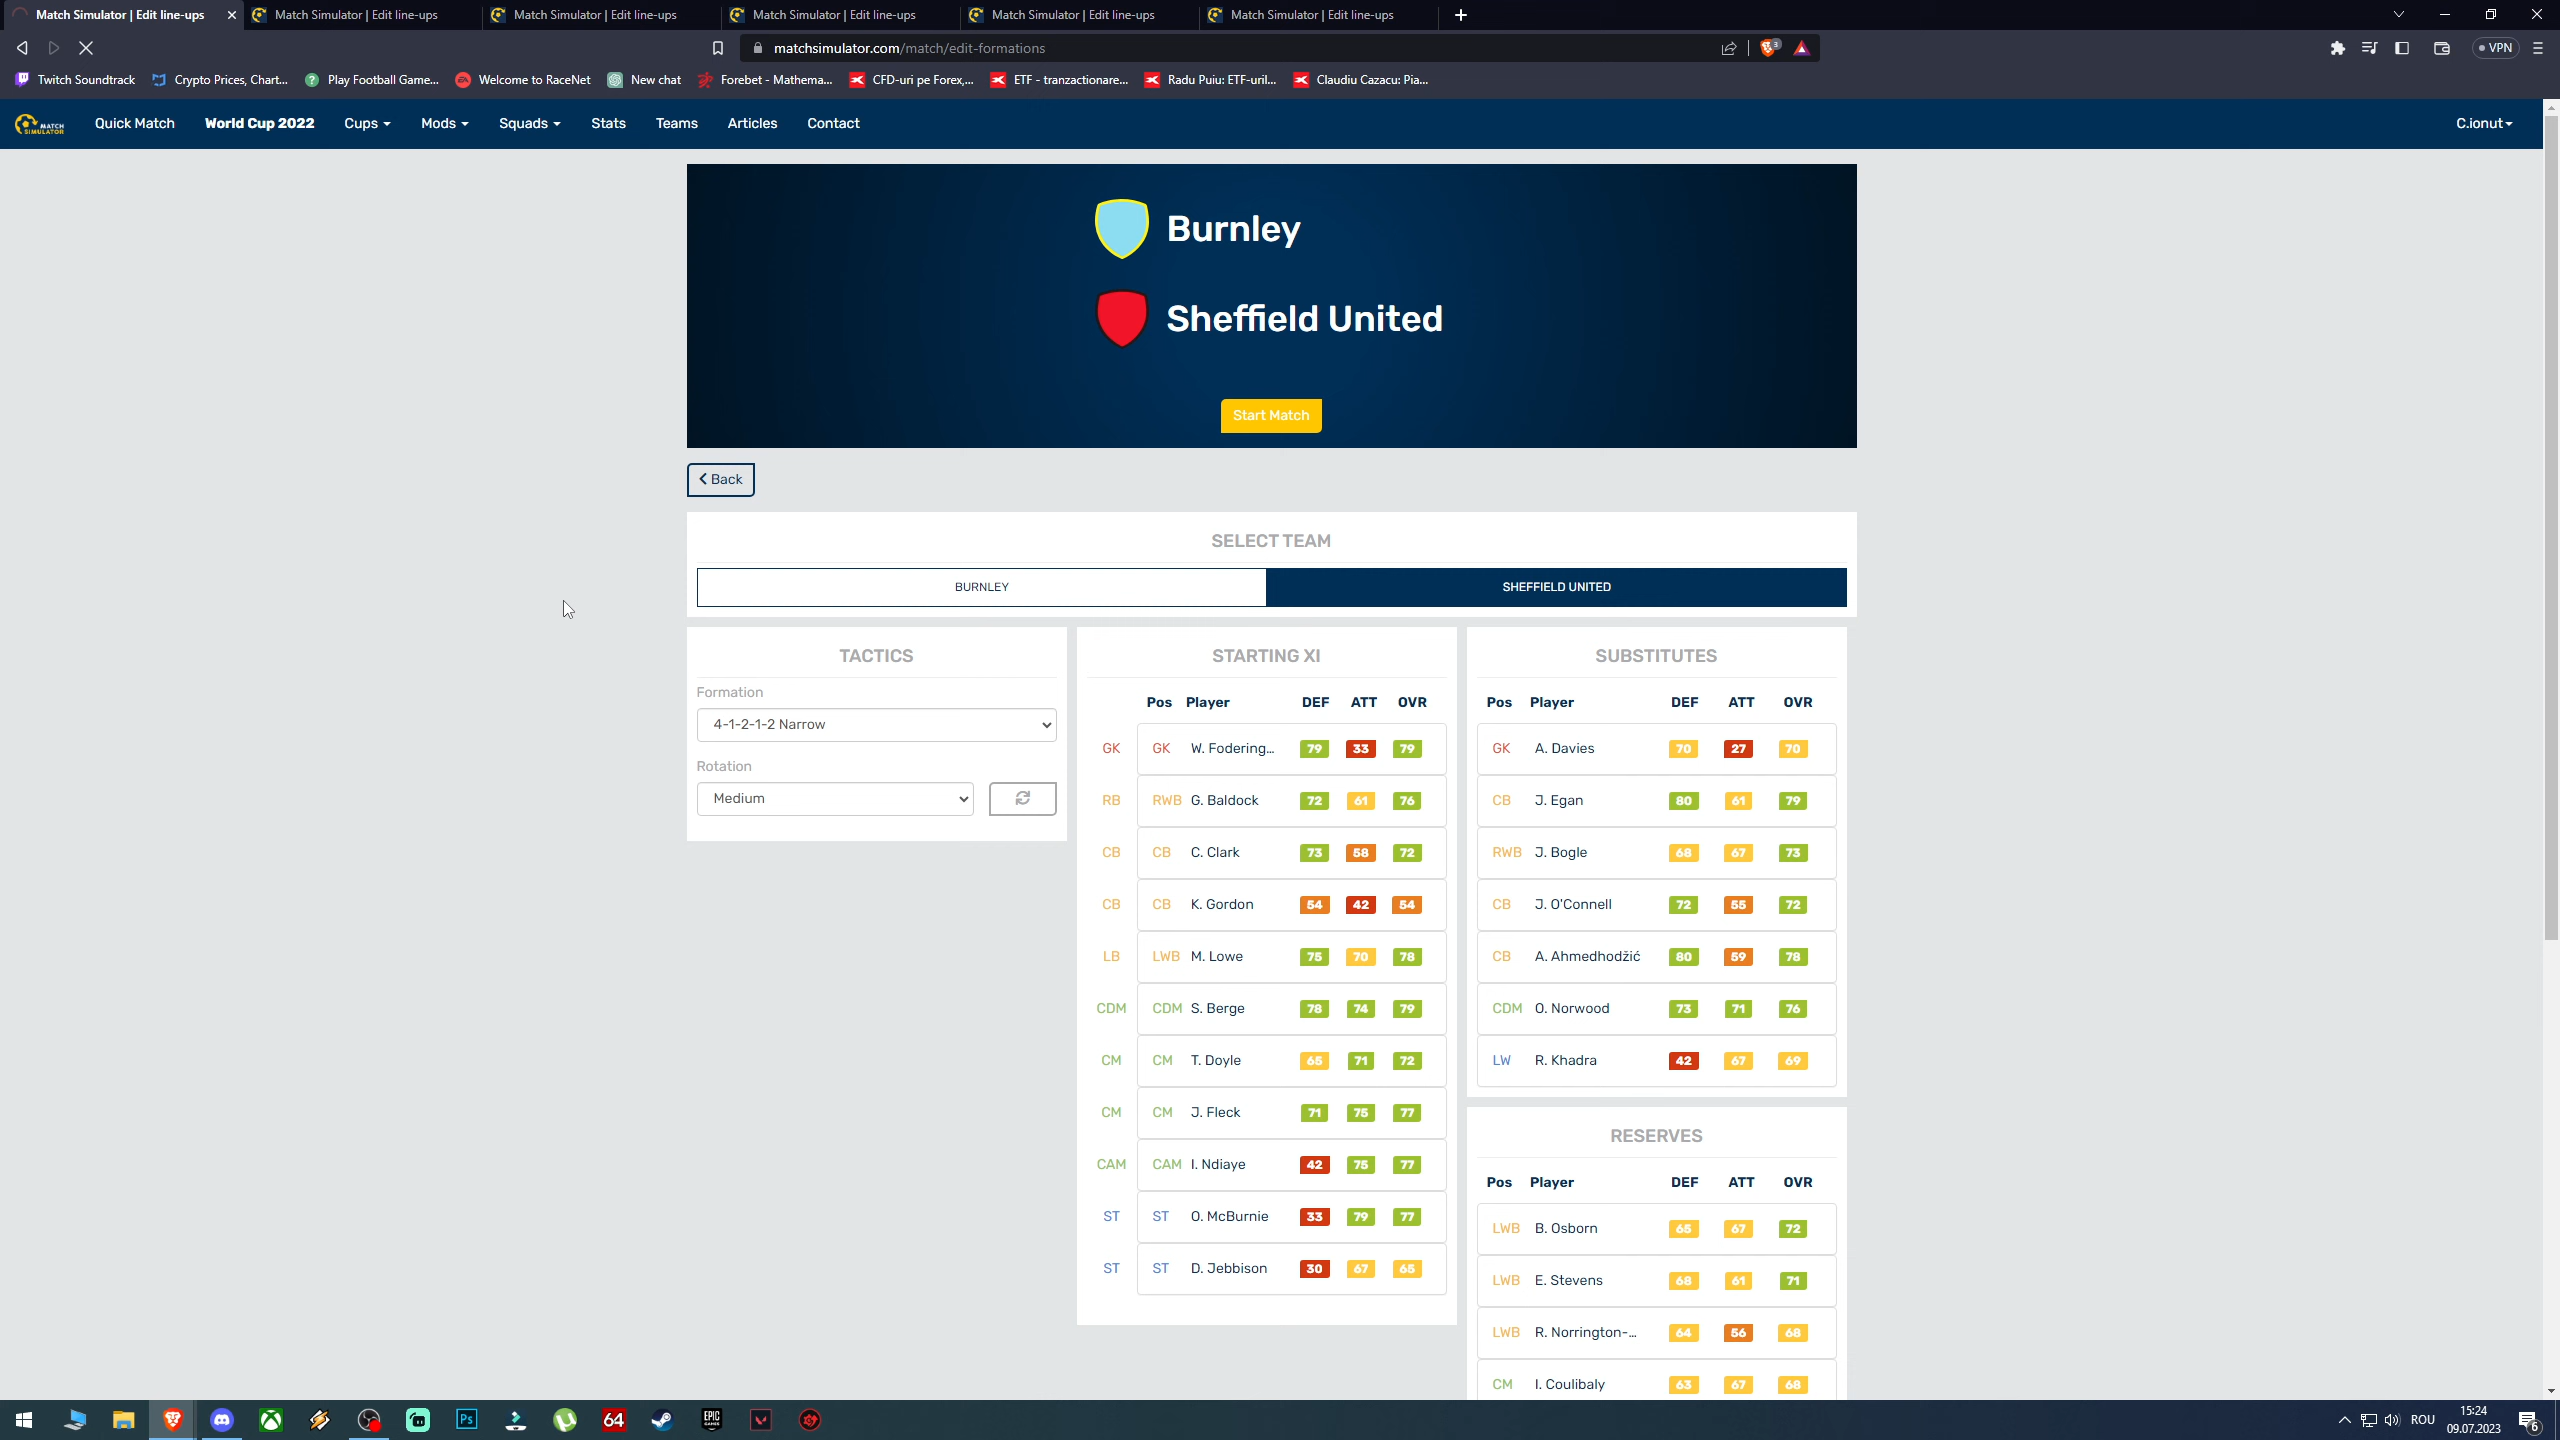 Match Simulator | Edit line-ups
Match Simulator | Edit line-ups
Match Simulator | Edit line-ups
Match Simulator | Edit line-ups
Match Simulator | Edit line-ups
Match Simulator | Edit line-ups
matchsimulator.com/match/edit-formations
3
VPN
Twitch Soundtrack
Crypto Prices, Chart...
Play Football Game...
Welcome to RaceNet
New chat
Forebet - Mathema...
CFD-uri pe Forex,...
ETF - tranzactionare...
Radu Puiu: ETF-uril...
Claudiu Cazacu: Pia...
MATCH SIMULATOR
Quick Match
World Cup 2022
Cups
Mods
Squads
Stats
Teams
Articles
Contact
C.ionut
Burnley
Sheffield United
Start Match
Back
SELECT TEAM
BURNLEY
SHEFFIELD UNITED
TACTICS
Formation
4-1-2-1-2 Narrow
Rotation
Medium
STARTING XI
Pos Player DEF ATT OVR
GK GK W. Fodering... 79 33 79
RB RWB G. Baldock 72 61 76
CB CB C. Clark 73 58 72
CB CB K. Gordon 54 42 54
LB LWB M. Lowe 75 70 78
CDM CDM S. Berge 78 74 79
CM CM T. Doyle 65 71 72
CM CM J. Fleck 71 75 77
CAM CAM I. Ndiaye 42 75 77
ST ST O. McBurnie 33 79 77
ST ST D. Jebbison 30 67 65
SUBSTITUTES
Pos Player DEF ATT OVR
GK A. Davies 70 27 70
CB J. Egan 80 61 79
RWB J. Bogle 68 67 73
CB J. O'Connell 72 55 72
CB A. Ahmedhodžić 80 59 78
CDM O. Norwood 73 71 76
LW R. Khadra 42 67 69
RESERVES
Pos Player DEF ATT OVR
LWB B. Osborn 65 67 72
LWB E. Stevens 68 61 71
LWB R. Norrington-... 64 56 68
CM I. Coulibaly 63 67 68
Ps
64
EPIC GAMES
ROU
15:24
09.07.2023
6